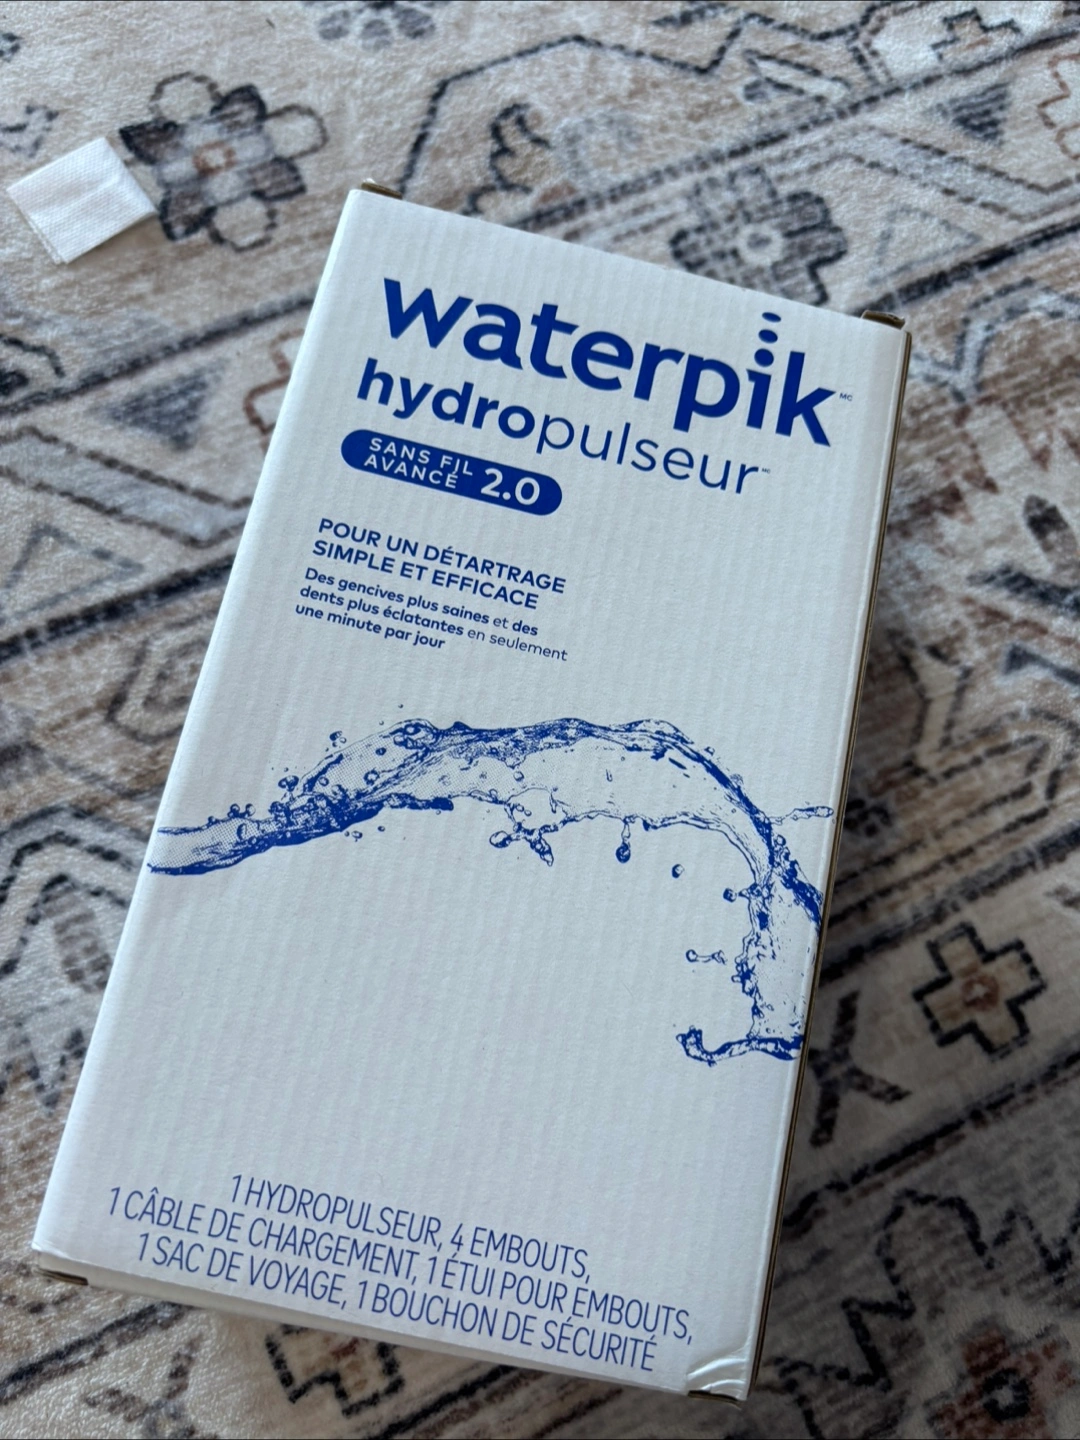 waterpik MC
hydropulseur MC
SANS FIL
AVANCÉ 2.0
POUR UN DÉTARTRAGE
SIMPLE ET EFFICACE
Des gencives plus saines et des
dents plus éclatantes en seulement
une minute par jour
1 HYDROPULSEUR, 4 EMBOUTS,
1 CÂBLE DE CHARGEMENT, 1 ÉTUI POUR EMBOUTS,
1 SAC DE VOYAGE, 1 BOUCHON DE SÉCURITÉ